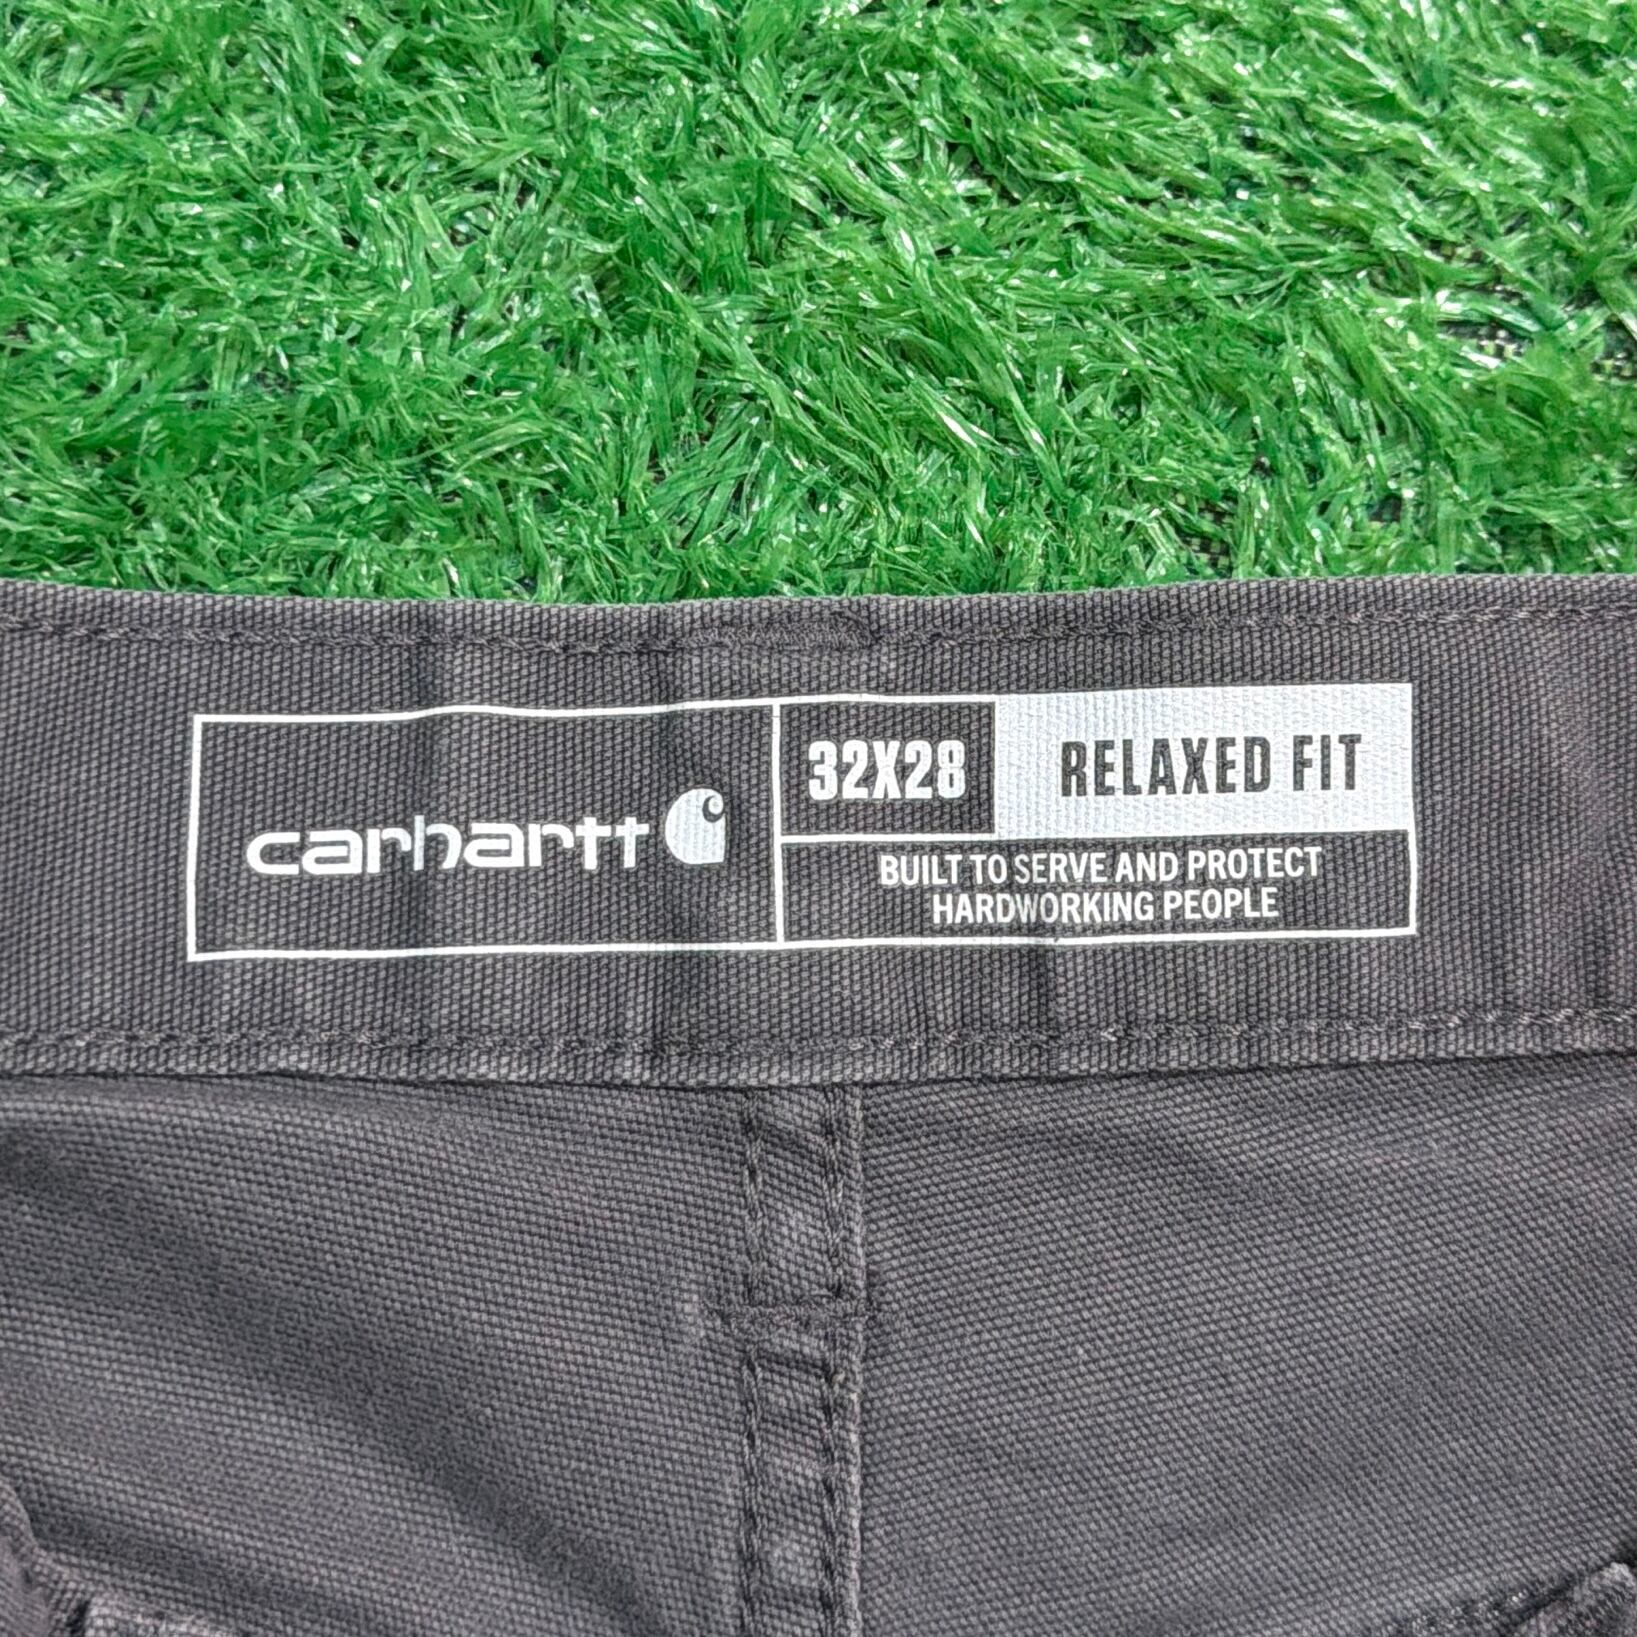 carhartt
32X28
RELAXED FIT
BUILT TO SERVE AND PROTECT
HARDWORKING PEOPLE